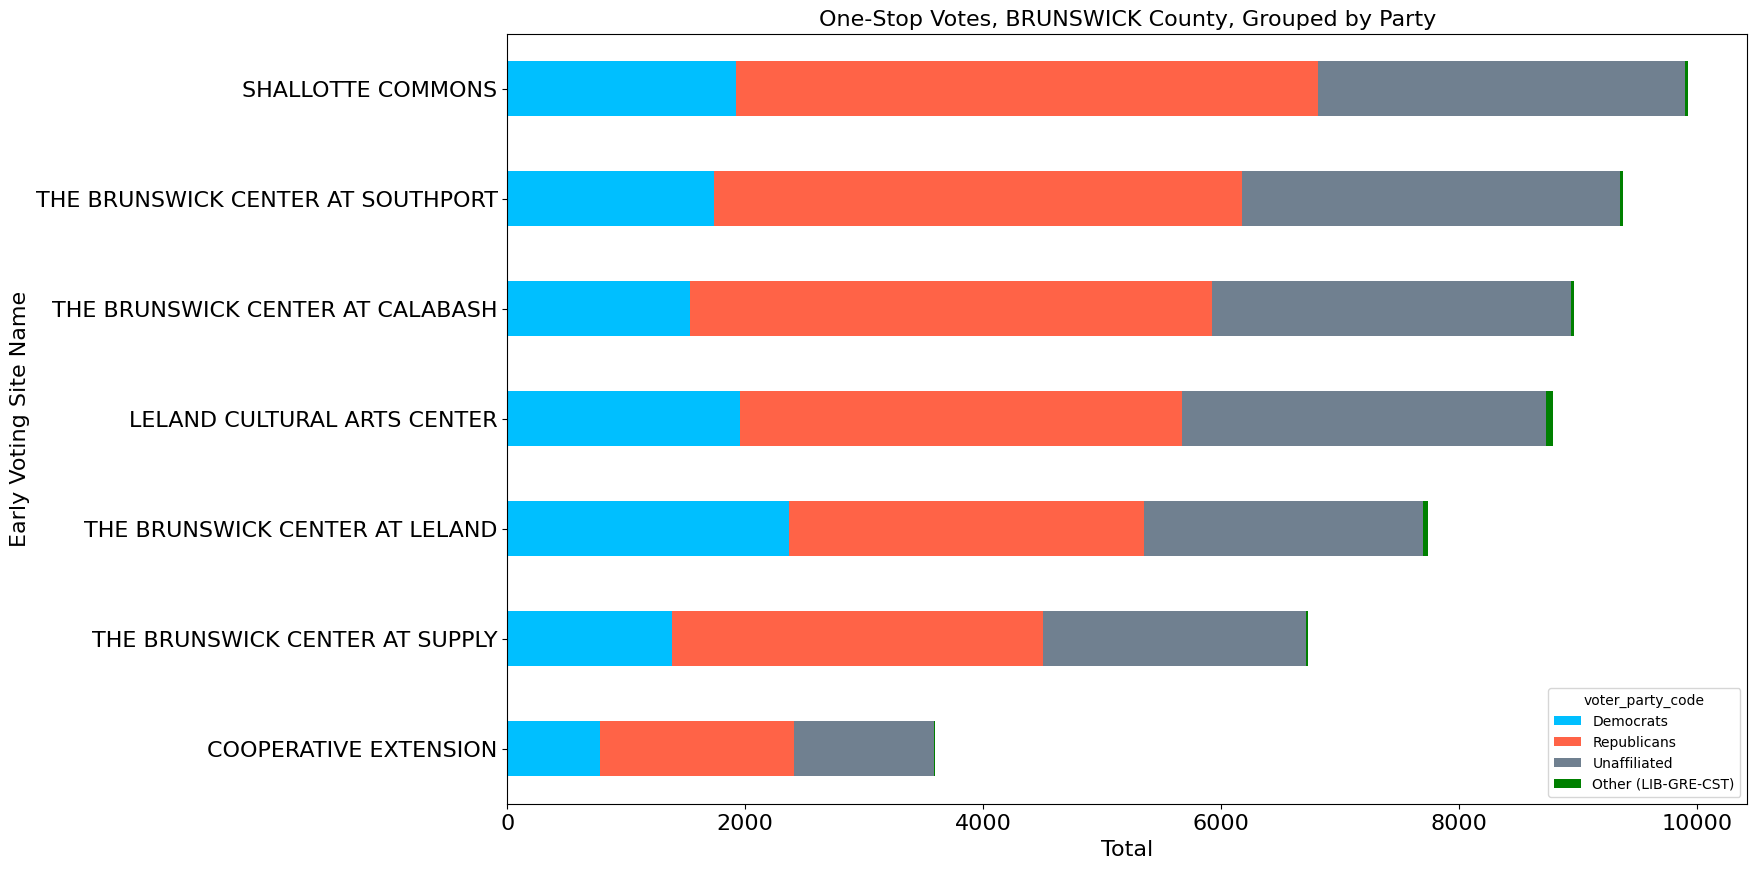 One-Stop Votes, BRUNSWICK County, Grouped by Party
Early Voting Site Name
SHALLOTTE COMMONS
THE BRUNSWICK CENTER AT SOUTHPORT
THE BRUNSWICK CENTER AT CALABASH
LELAND CULTURAL ARTS CENTER
THE BRUNSWICK CENTER AT LELAND
THE BRUNSWICK CENTER AT SUPPLY
COOPERATIVE EXTENSION
voter_party_code
Democrats
Republicans
Unaffiliated
Other (LIB-GRE-CST)
0 2000 4000 6000 8000 10000
Total